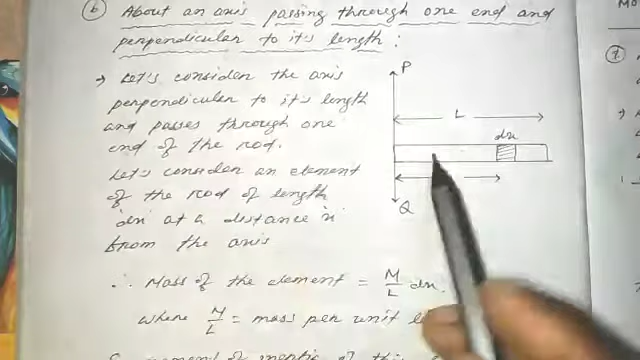 (b) About an axis passing through one end and
perpendicular to it's length :
→ Let's consider the axis
perpendicular to it's length
and passes through one
end of the rod.
Let's consider an element
of the rod of length
dx at a distance x
from the axis
P
L
dx
Q
∴ Mass of the element = M/L dx.
where M/L = mass per unit